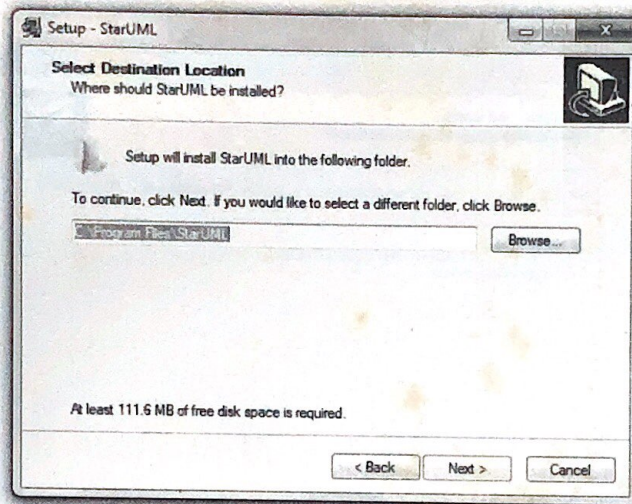 Setup - StarUML
Select Destination Location
Where should StarUML be installed?
Setup will install StarUML into the following folder.
To continue, click Next. If you would like to select a different folder, click Browse.
C:\Program Files\StarUML
Browse...
At least 111.6 MB of free disk space is required.
< Back
Next >
Cancel